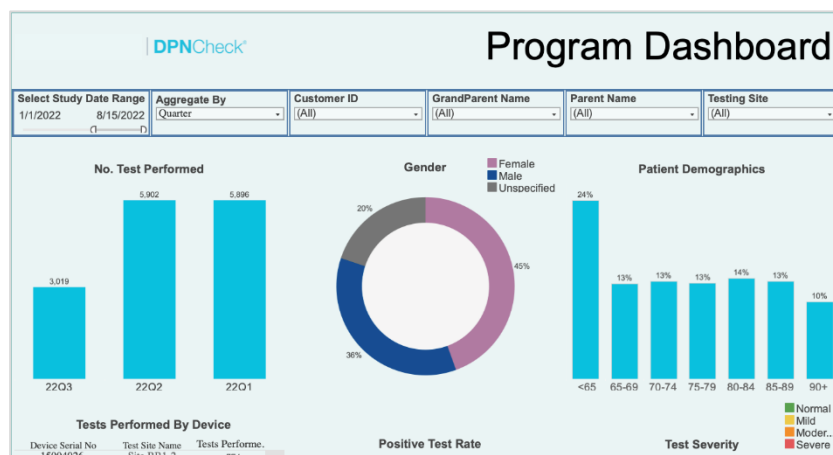 DPNCheck®
Program Dashboard
Select Study Date Range
1/1/2022 8/15/2022
Aggregate By
Quarter
Customer ID
(All)
GrandParent Name
(All)
Parent Name
(All)
Testing Site
(All)
No. Test Performed
5,902 5,896
3,019
22Q3 22Q2 22Q1
Gender
Female
Male
Unspecified
20%
45%
36%
Patient Demographics
24%
13% 13% 13% 14% 13%
10%
<65 65-69 70-74 75-79 80-84 85-89 90+
Tests Performed By Device
Device Serial No Test Site Name Tests Performe.
Positive Test Rate
Test Severity
Normal
Mild
Moder..
Severe